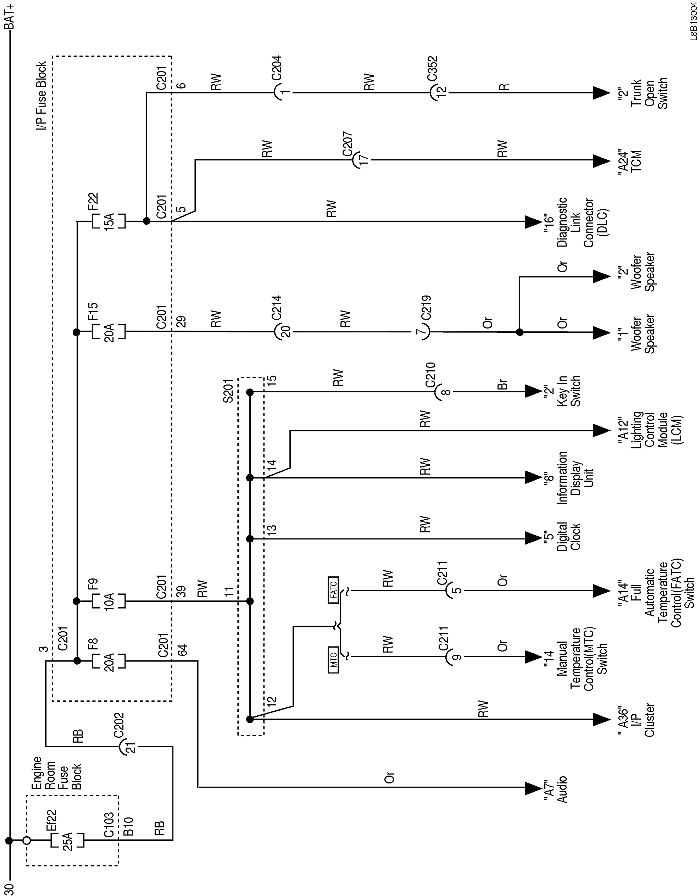 30
BAT+
Engine
Room
Fuse
Block
Ef22
25A
C103
B10
RB
C202
21
RB
3
C201
I/P Fuse Block
F8
20A
F9
10A
F15
20A
F22
15A
C201
64
C201
39
C201
29
C201
5
C201
6
RW
S201
11
12
13
14
15
Or
"A7"
Audio
RW
"A36"
I/P
Cluster
MTC
RW
C211
9
Or
"14
Manual
Temperature
Control(MTC)
Switch
FATC
RW
C211
5
Or
"A14"
Full
Automatic
Temperature
Control(FATC)
Switch
RW
"5"
Digital
Clock
RW
"8"
Information
Display
Unit
RW
"A12"
Lighting
Control
Module
(LCM)
RW
C210
8
Br
"2"
Key In
Switch
RW
C214
20
RW
C219
7
Or
Or
"1"
Woofer
Speaker
Or
"2"
Woofer
Speaker
RW
"16"
Diagnostic
Link
Connector
(DLC)
RW
C207
17
RW
"A24"
TCM
RW
C204
1
RW
C352
12
R
"2"
Trunk
Open
Switch